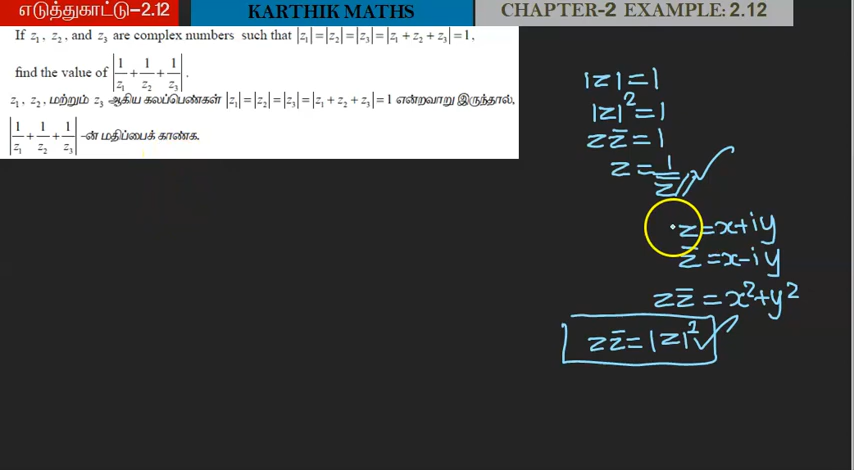 எடுத்துகாட்டு-2.12
KARTHIK MATHS
CHAPTER-2 EXAMPLE: 2.12
If z₁, z₂, and z₃ are complex numbers such that |z₁| = |z₂| = |z₃| = |z₁ + z₂ + z₃| = 1,
find the value of |1/z₁ + 1/z₂ + 1/z₃|.
z₁, z₂, மற்றும் z₃ ஆகிய கலப்பெண்கள் |z₁| = |z₂| = |z₃| = |z₁ + z₂ + z₃| = 1 என்றவாறு இருந்தால்,
|1/z₁ + 1/z₂ + 1/z₃| -ன் மதிப்பைக் காண்க.
|z| = 1
|z|² = 1
zz̄ = 1
z = 1/z̄
z = x+iy
z̄ = x-iy
zz̄ = x²+y²
zz̄ = |z|²